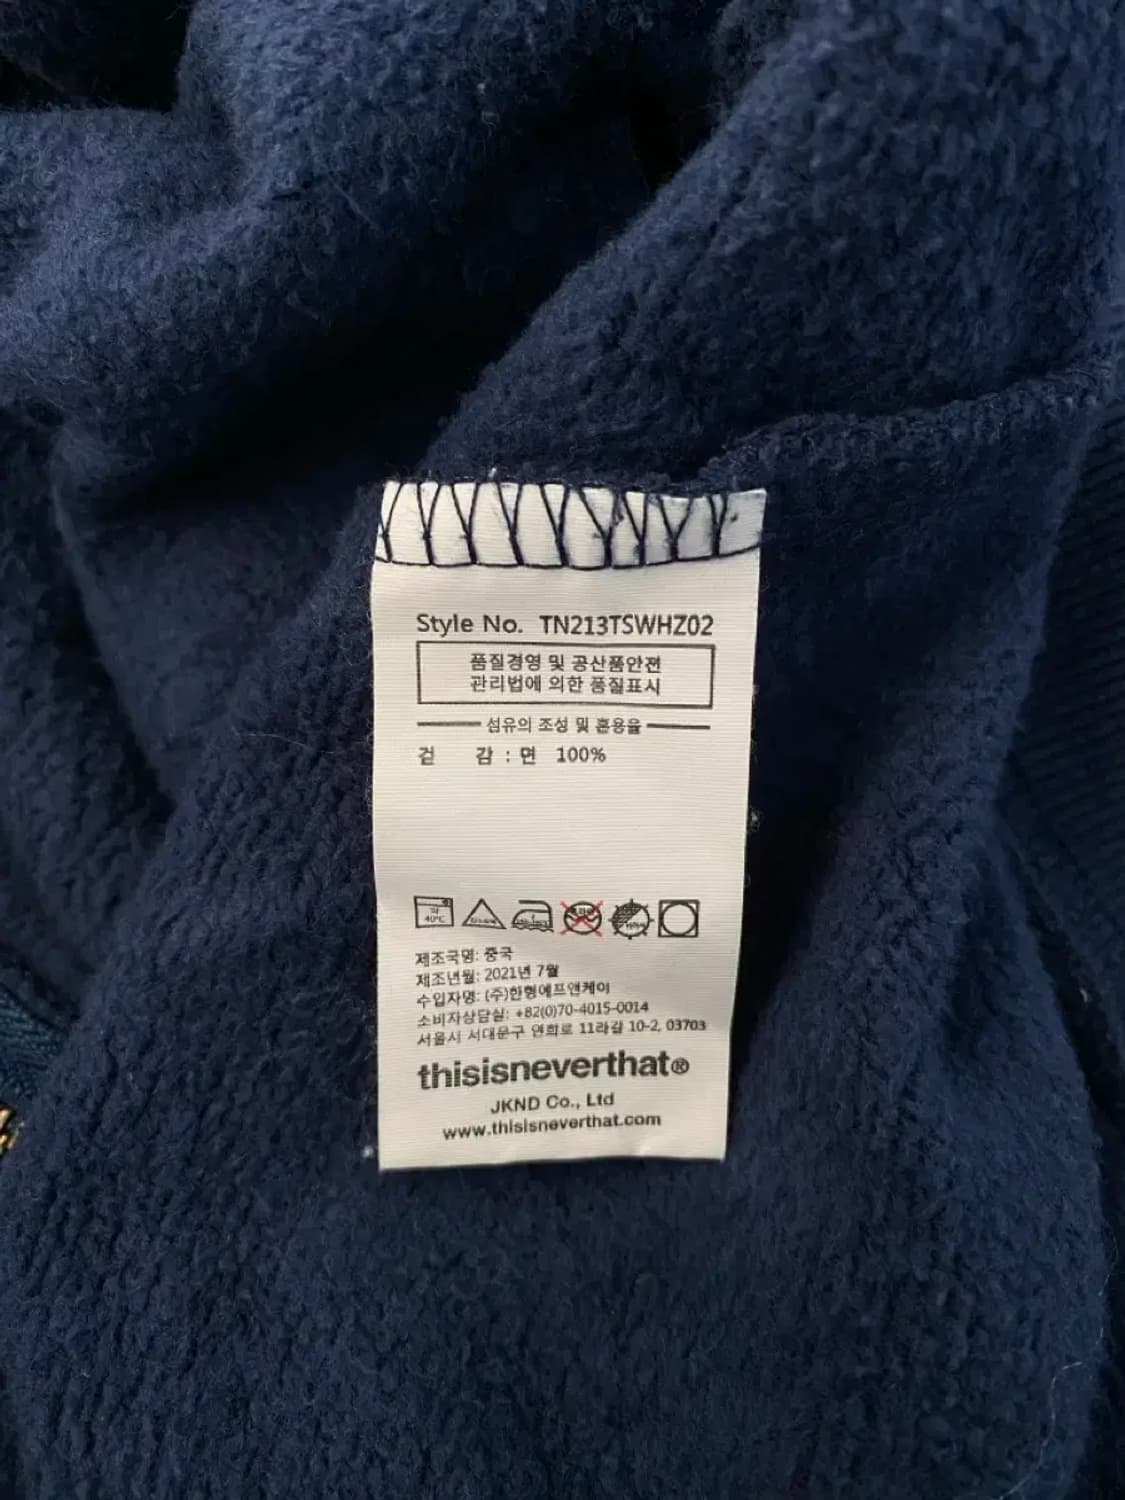 Style No. TN213TSWHZ02
품질경영 및 공산품안젼
관리법에 의한 품질표시
섬유의 조성 및 혼용율
겉 감 : 면 100%
약
40℃
제조국명: 중국
제조년월: 2021년 7월
수입자명: (주)한형에프앤케이
소비자상담실: +82(0)70-4015-0014
서울시 서대문구 연희로 11라길 10-2, 03703
thisisneverthat®
JKND Co., Ltd
www.thisisneverthat.com